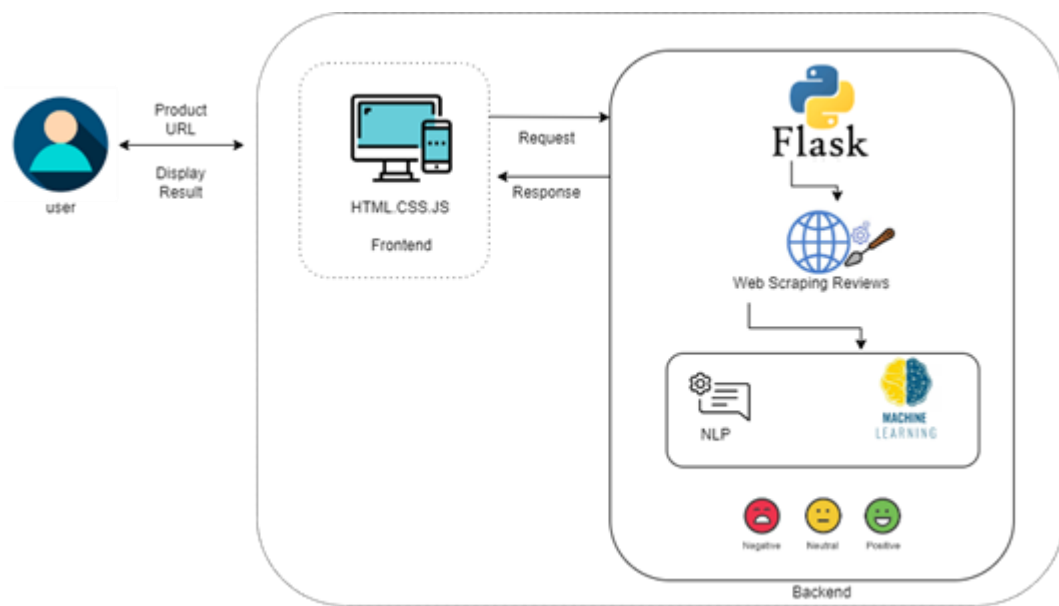 Product
URL
Display
Result
user
HTML.CSS.JS
Frontend
Request
Response
Flask
Web Scraping Reviews
NLP
MACHINE
LEARNING
Negative
Neutral
Positive
Backend